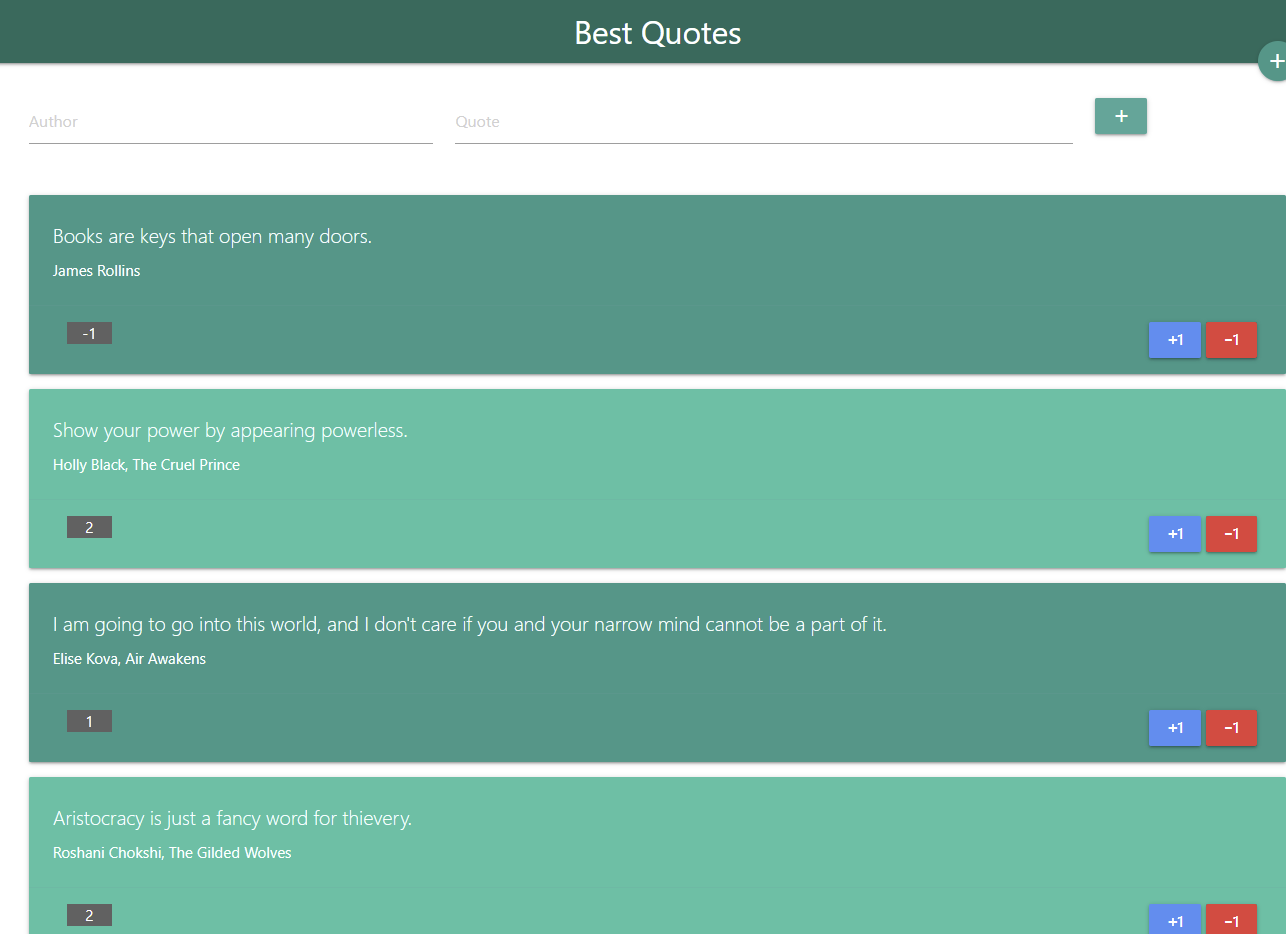 Best Quotes
+
Author
Quote
+
Books are keys that open many doors.
James Rollins
-1
+1
−1
Show your power by appearing powerless.
Holly Black, The Cruel Prince
2
+1
−1
I am going to go into this world, and I don't care if you and your narrow mind cannot be a part of it.
Elise Kova, Air Awakens
1
+1
−1
Aristocracy is just a fancy word for thievery.
Roshani Chokshi, The Gilded Wolves
2
+1
−1